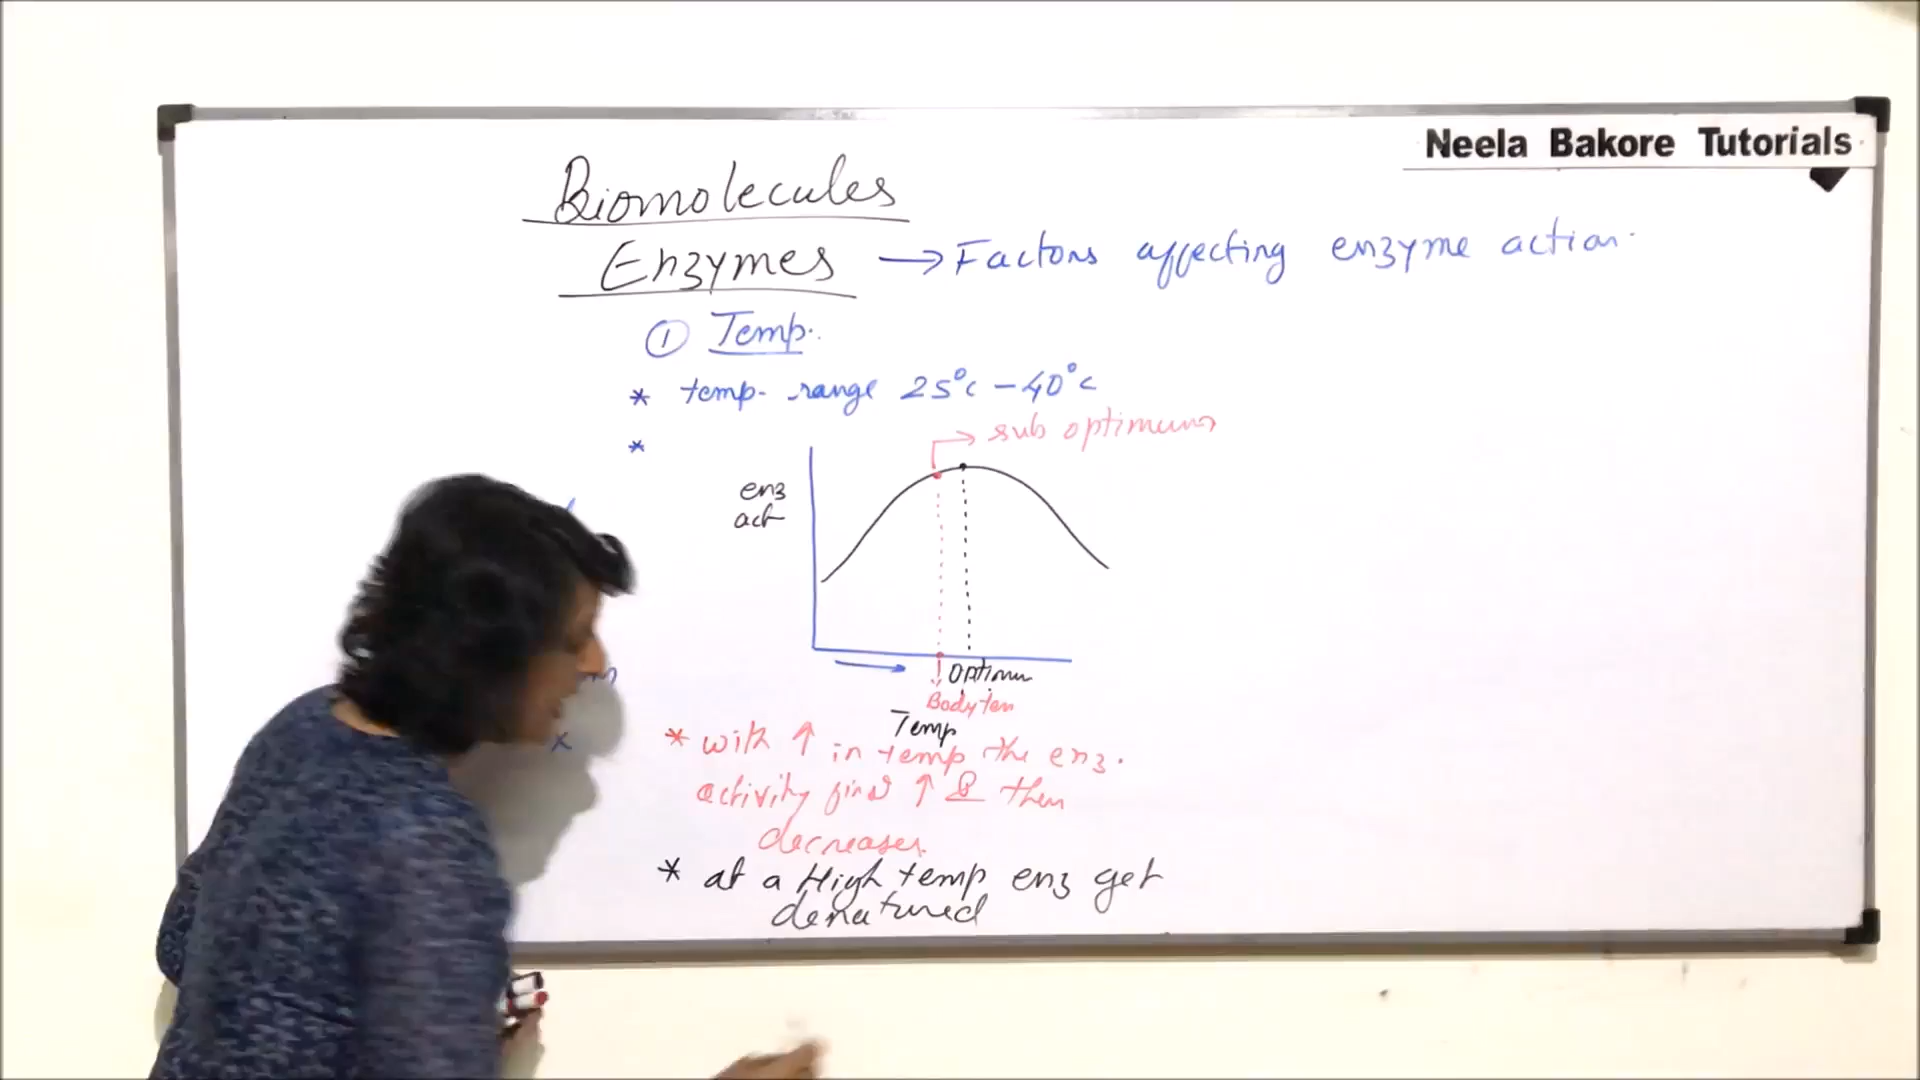 Neela Bakore Tutorials
Biomolecules
Enzymes → Factors affecting enzyme action.
① Temp.
* temp. range 25°c - 40°c
*
→ sub optimum
enz
act
optimu
Body tem
Temp
* with ↑ in temp the enz.
activity first ↑ & then
decreases.
* at a High temp enz get
denatured